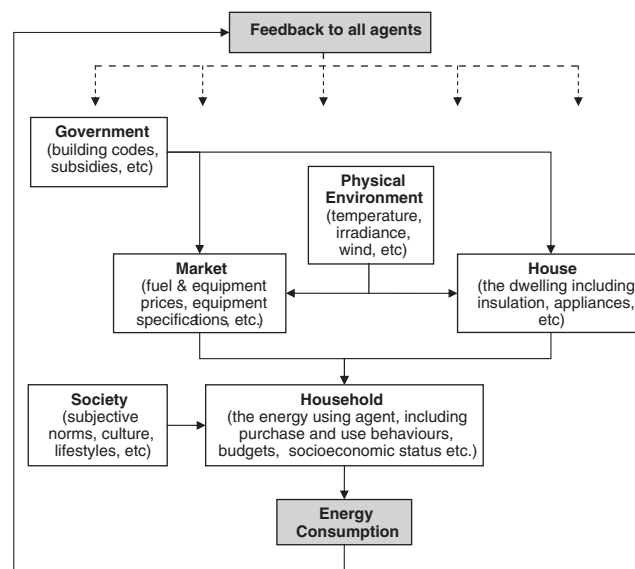 Feedback to all agents
Government
(building codes,
subsidies, etc)
Physical
Environment
(temperature,
irradiance,
wind, etc)
Market
(fuel & equipment
prices, equipment
specifications, etc.)
House
(the dwelling including
insulation, appliances,
etc)
Society
(subjective
norms, culture,
lifestyles, etc)
Household
(the energy using agent, including
purchase and use behaviours,
budgets, socioeconomic status etc.)
Energy
Consumption